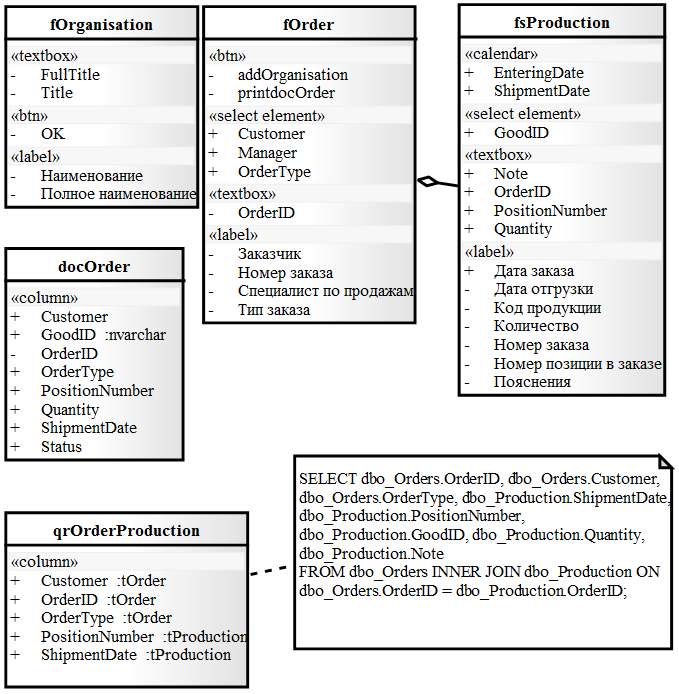 fOrganisation
«textbox»
- FullTitle
- Title
«btn»
- OK
«label»
- Наименование
- Полное наименование
fOrder
«btn»
- addOrganisation
- printdocOrder
«select element»
+ Customer
+ Manager
+ OrderType
«textbox»
- OrderID
«label»
- Заказчик
- Номер заказа
- Специалист по продажам
- Тип заказа
fsProduction
«calendar»
+ EnteringDate
+ ShipmentDate
«select element»
+ GoodID
«textbox»
+ Note
+ OrderID
+ PositionNumber
+ Quantity
«label»
+ Дата заказа
- Дата отгрузки
- Код продукции
- Количество
- Номер заказа
- Номер позиции в заказе
- Пояснения
docOrder
«column»
+ Customer
+ GoodID :nvarchar
- OrderID
+ OrderType
+ PositionNumber
+ Quantity
+ ShipmentDate
+ Status
qrOrderProduction
«column»
+ Customer :tOrder
+ OrderID :tOrder
+ OrderType :tOrder
+ PositionNumber :tProduction
+ ShipmentDate :tProduction
SELECT dbo_Orders.OrderID, dbo_Orders.Customer,
dbo_Orders.OrderType, dbo_Production.ShipmentDate,
dbo_Production.PositionNumber,
dbo_Production.GoodID, dbo_Production.Quantity,
dbo_Production.Note
FROM dbo_Orders INNER JOIN dbo_Production ON
dbo_Orders.OrderID = dbo_Production.OrderID;